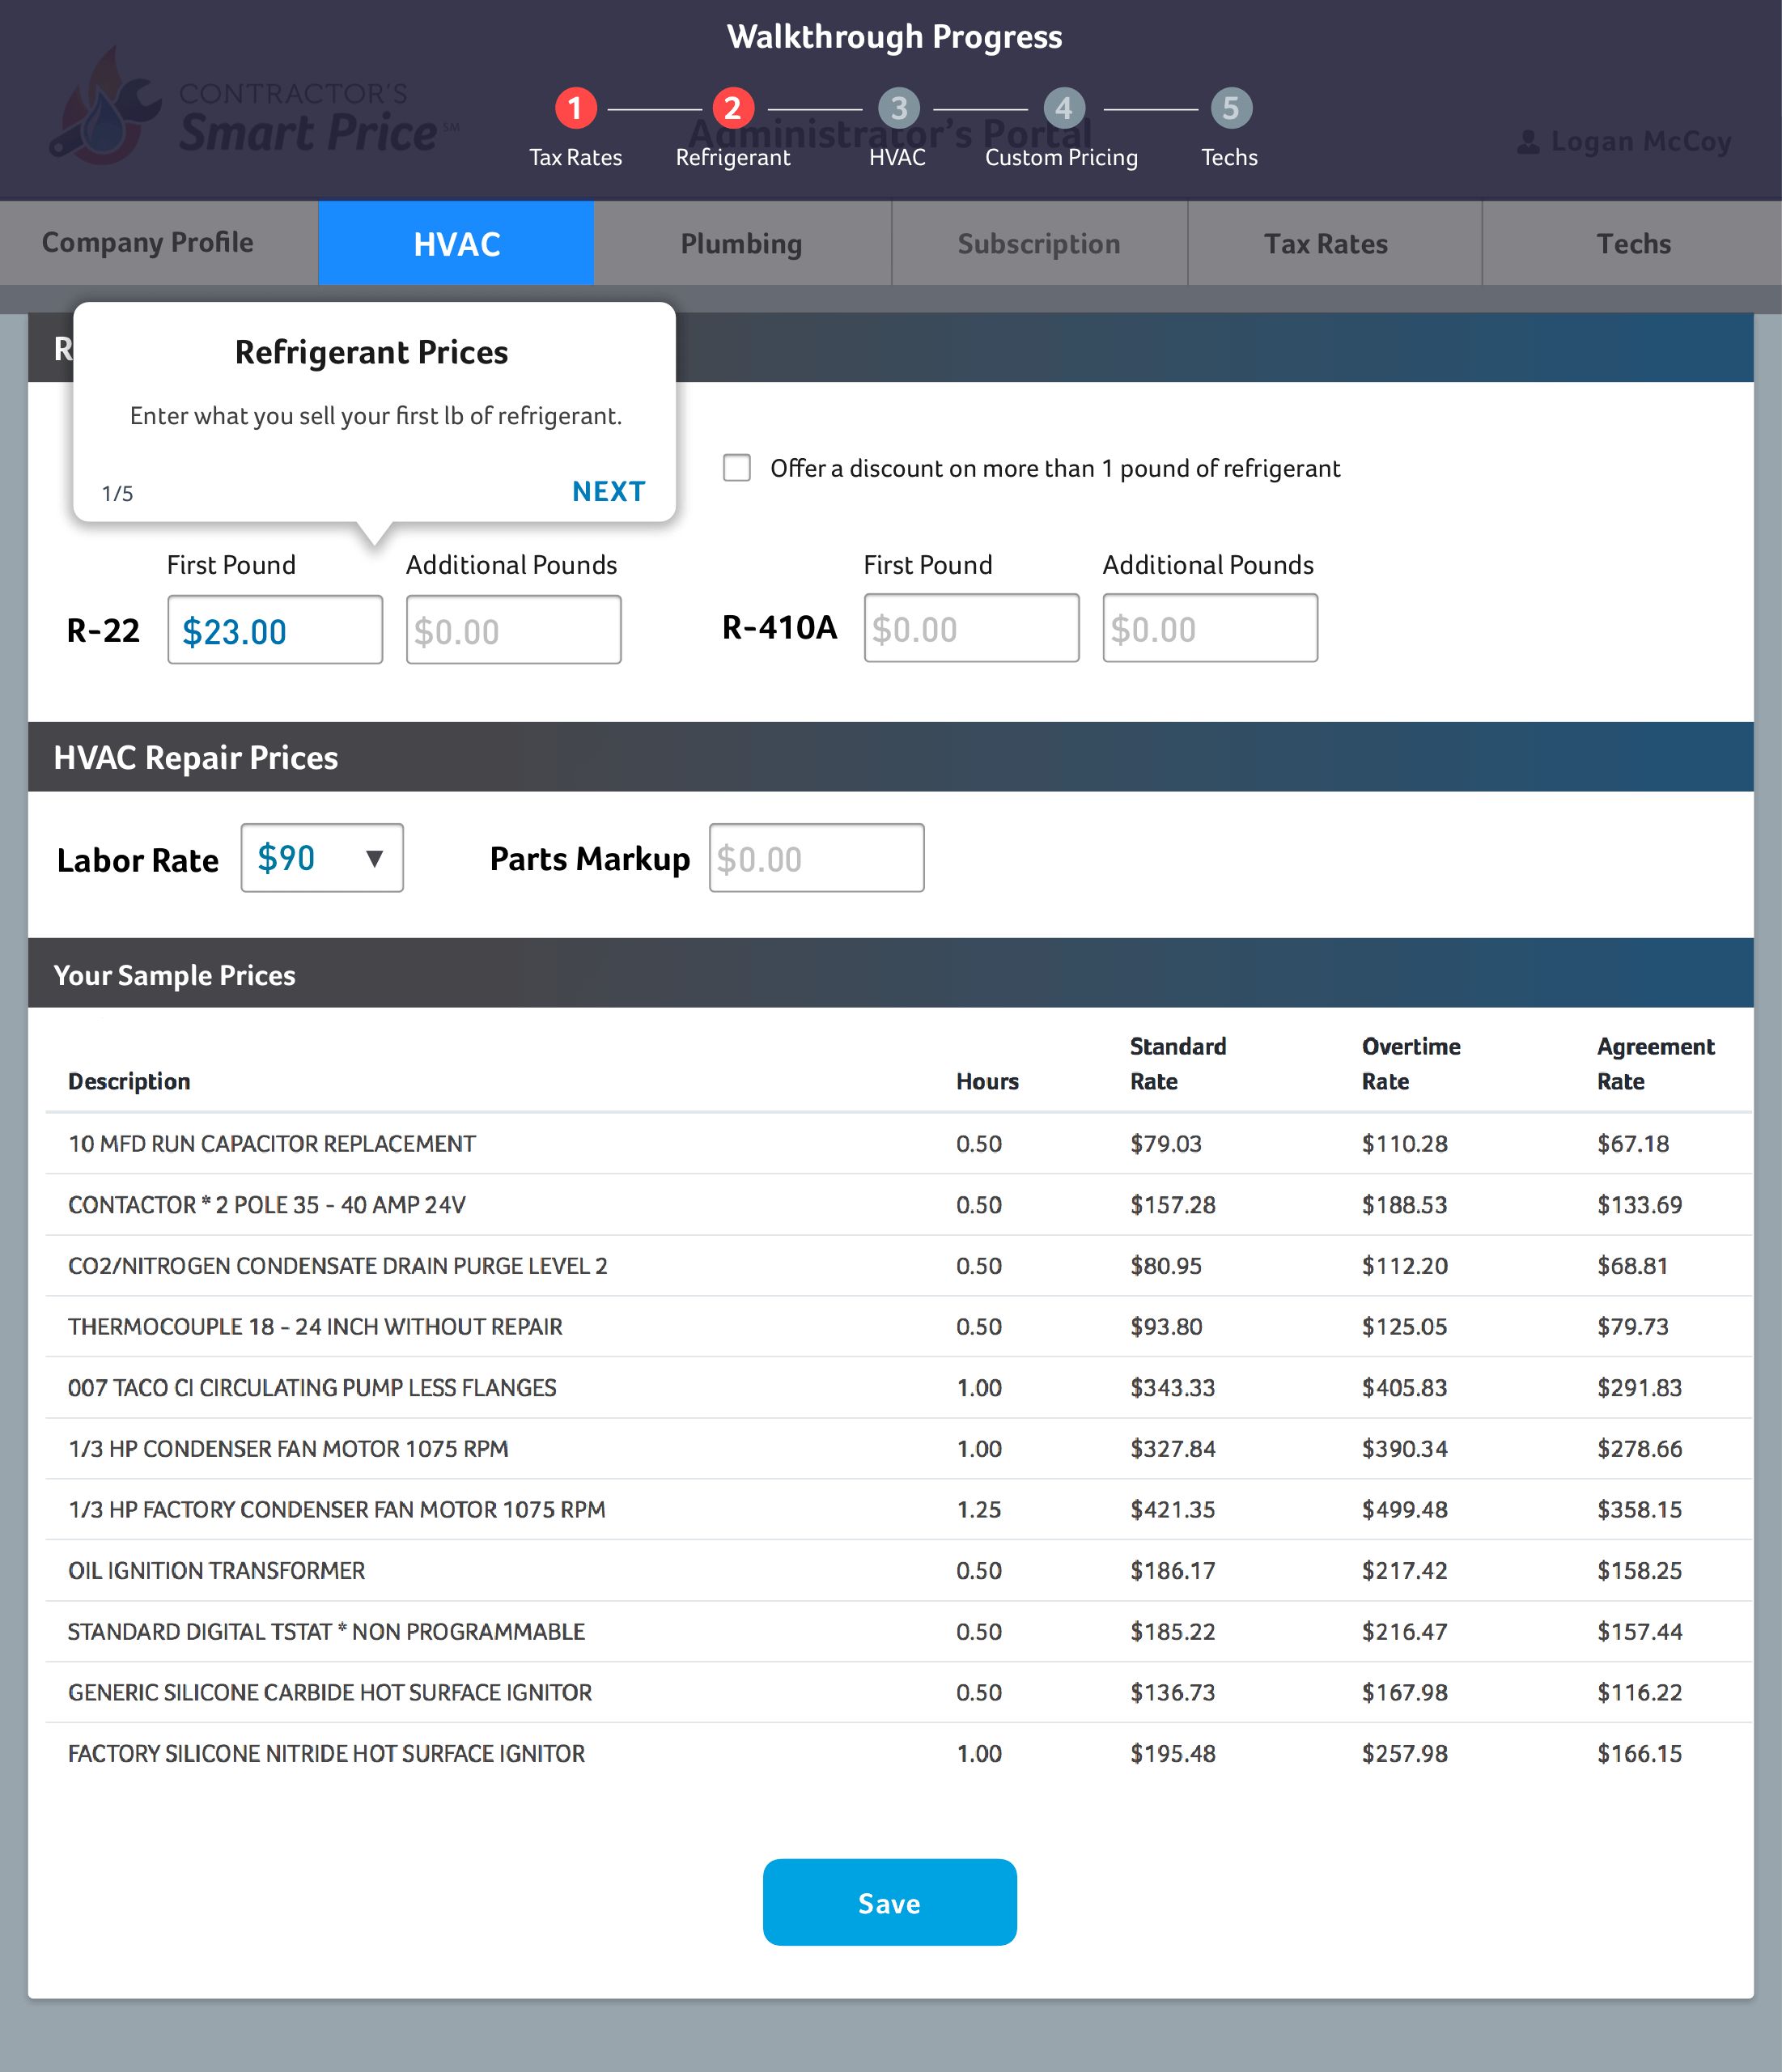 Walkthrough Progress
CONTRACTOR'S
Smart Price SM
Administrator's Portal
Logan McCoy
1 2 3 4 5
Tax Rates Refrigerant HVAC Custom Pricing Techs
Company Profile HVAC Plumbing Subscription Tax Rates Techs
R
Refrigerant Prices
Enter what you sell your first lb of refrigerant.
1/5 NEXT
Offer a discount on more than 1 pound of refrigerant
First Pound Additional Pounds First Pound Additional Pounds
R-22 $23.00 $0.00 R-410A $0.00 $0.00
HVAC Repair Prices
Labor Rate $90 ▼ Parts Markup $0.00
Your Sample Prices
Description Hours Standard Rate Overtime Rate Agreement Rate
10 MFD RUN CAPACITOR REPLACEMENT 0.50 $79.03 $110.28 $67.18
CONTACTOR * 2 POLE 35 - 40 AMP 24V 0.50 $157.28 $188.53 $133.69
CO2/NITROGEN CONDENSATE DRAIN PURGE LEVEL 2 0.50 $80.95 $112.20 $68.81
THERMOCOUPLE 18 - 24 INCH WITHOUT REPAIR 0.50 $93.80 $125.05 $79.73
007 TACO CI CIRCULATING PUMP LESS FLANGES 1.00 $343.33 $405.83 $291.83
1/3 HP CONDENSER FAN MOTOR 1075 RPM 1.00 $327.84 $390.34 $278.66
1/3 HP FACTORY CONDENSER FAN MOTOR 1075 RPM 1.25 $421.35 $499.48 $358.15
OIL IGNITION TRANSFORMER 0.50 $186.17 $217.42 $158.25
STANDARD DIGITAL TSTAT * NON PROGRAMMABLE 0.50 $185.22 $216.47 $157.44
GENERIC SILICONE CARBIDE HOT SURFACE IGNITOR 0.50 $136.73 $167.98 $116.22
FACTORY SILICONE NITRIDE HOT SURFACE IGNITOR 1.00 $195.48 $257.98 $166.15
Save